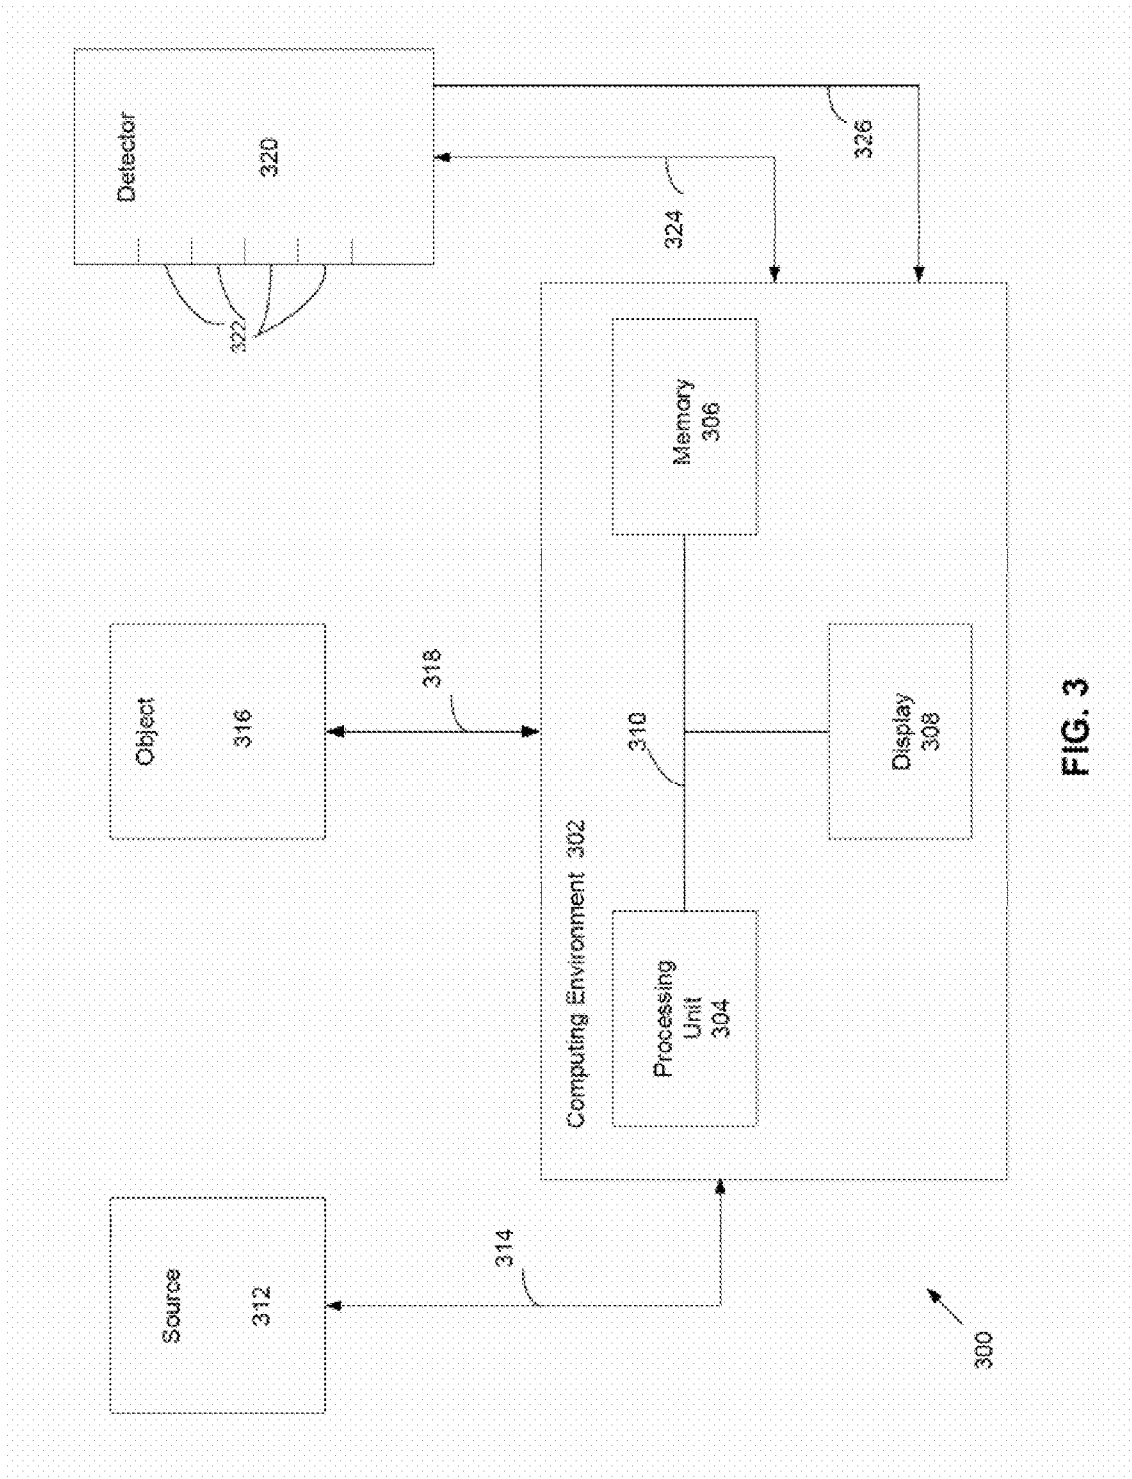 Source
312
Object
316
Detector
320
322
314
318
324
326
Computing Environment 302
Processing
Unit
304
310
Memory
306
Display
308
300
FIG. 3